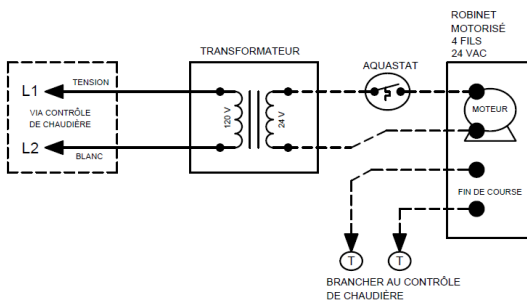 ROBINET
MOTORISÉ
4 FILS
24 VAC
TRANSFORMATEUR
AQUASTAT
L1
TENSION
VIA CONTRÔLE
DE CHAUDIÈRE
L2
BLANC
120 V
24 V
MOTEUR
FIN DE COURSE
T
T
BRANCHER AU CONTRÔLE
DE CHAUDIÈRE